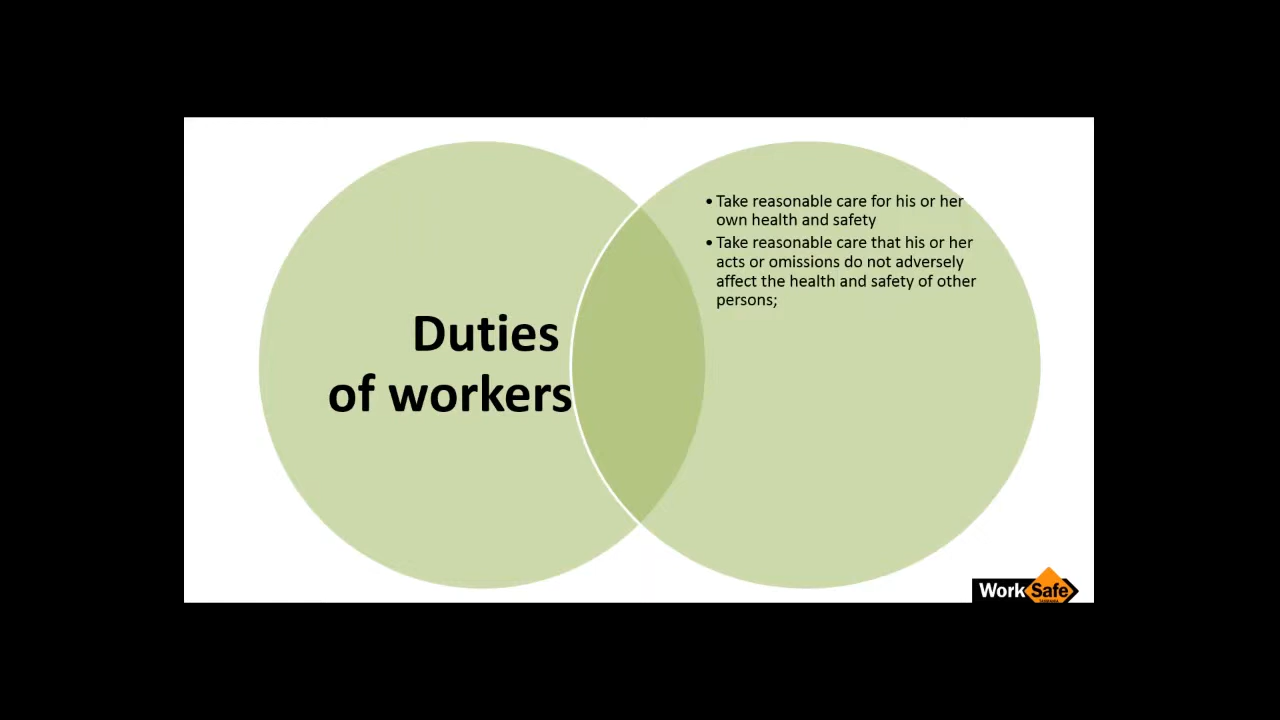 • Take reasonable care for his or her
own health and safety
• Take reasonable care that his or her
acts or omissions do not adversely
affect the health and safety of other
persons;
Duties
of workers
WorkSafe